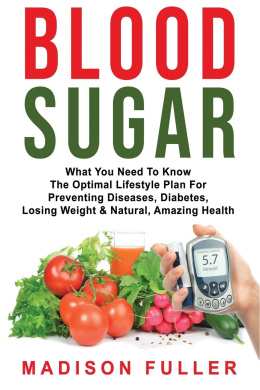 BLOOD
SUGAR
What You Need To Know
The Optimal Lifestyle Plan For
Preventing Diseases, Diabetes,
Losing Weight & Natural, Amazing Health
5.7
MADISON FULLER